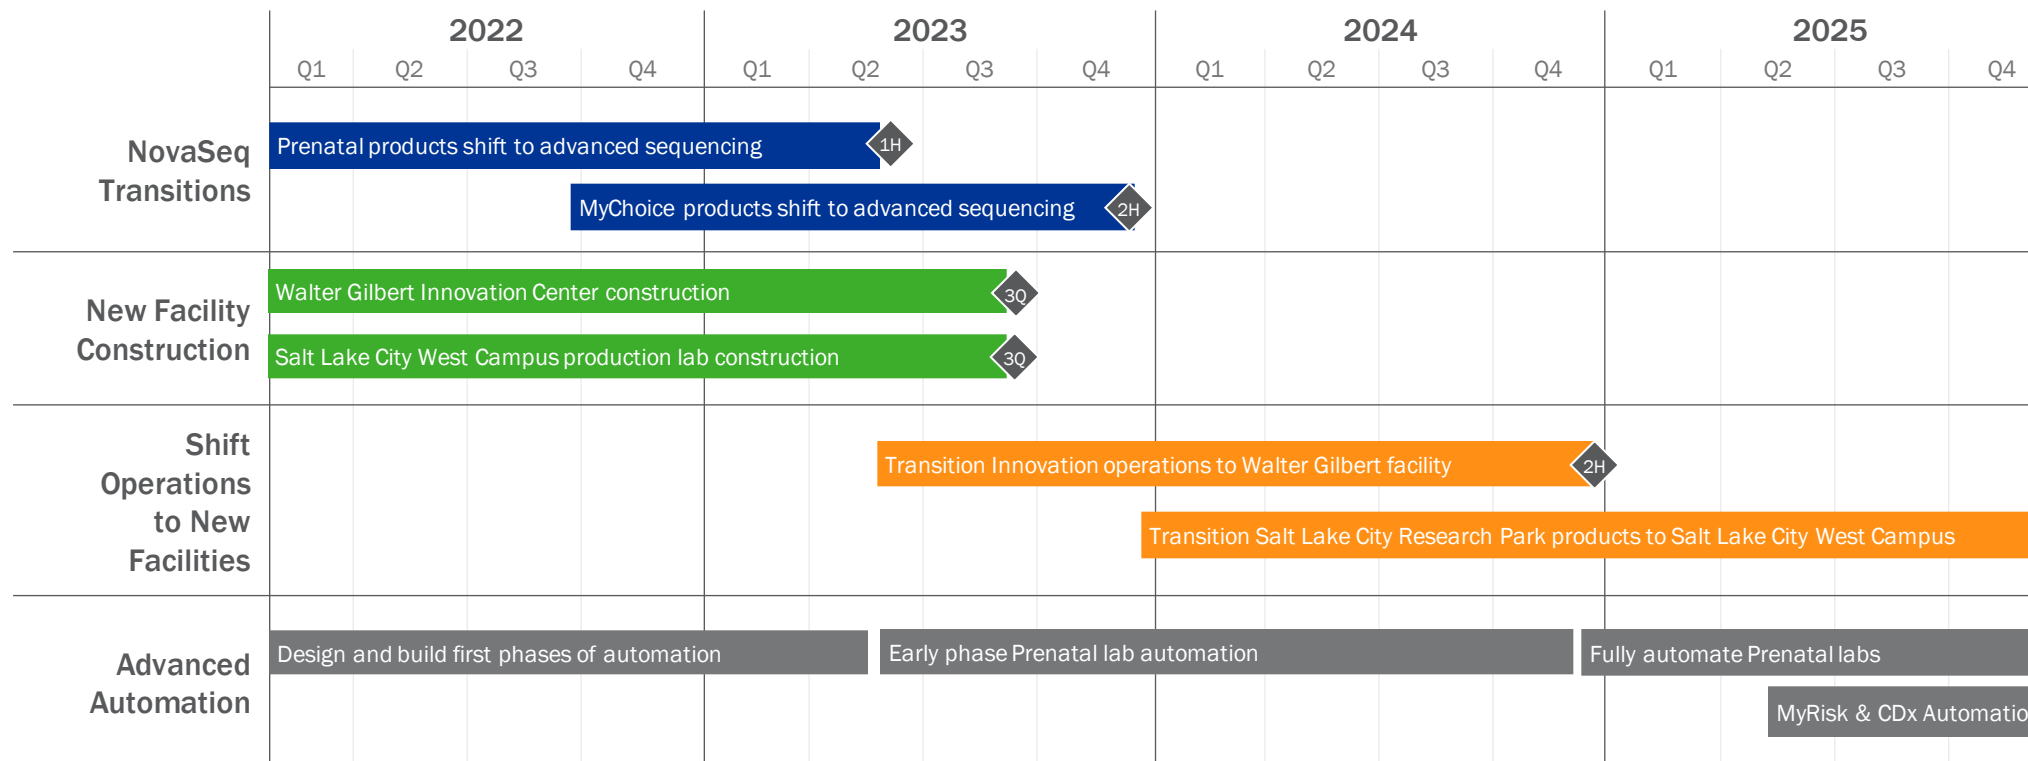 2022 2023 2024 2025
Q1 Q2 Q3 Q4 Q1 Q2 Q3 Q4 Q1 Q2 Q3 Q4 Q1 Q2 Q3 Q4
NovaSeq
Transitions
Prenatal products shift to advanced sequencing 1H
MyChoice products shift to advanced sequencing 2H
New Facility
Construction
Walter Gilbert Innovation Center construction 3Q
Salt Lake City West Campus production lab construction 3Q
Shift
Operations
to New
Facilities
Transition Innovation operations to Walter Gilbert facility 2H
Transition Salt Lake City Research Park products to Salt Lake City West Campus
Advanced
Automation
Design and build first phases of automation Early phase Prenatal lab automation Fully automate Prenatal labs
MyRisk & CDx Automatio